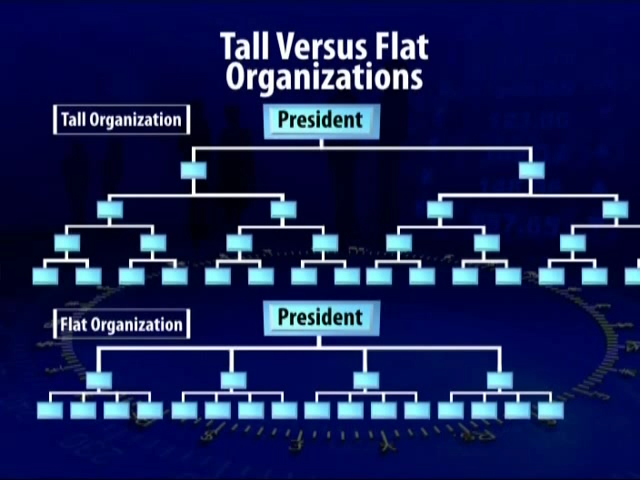 Tall Versus Flat
Organizations
Tall Organization
President
Flat Organization
President